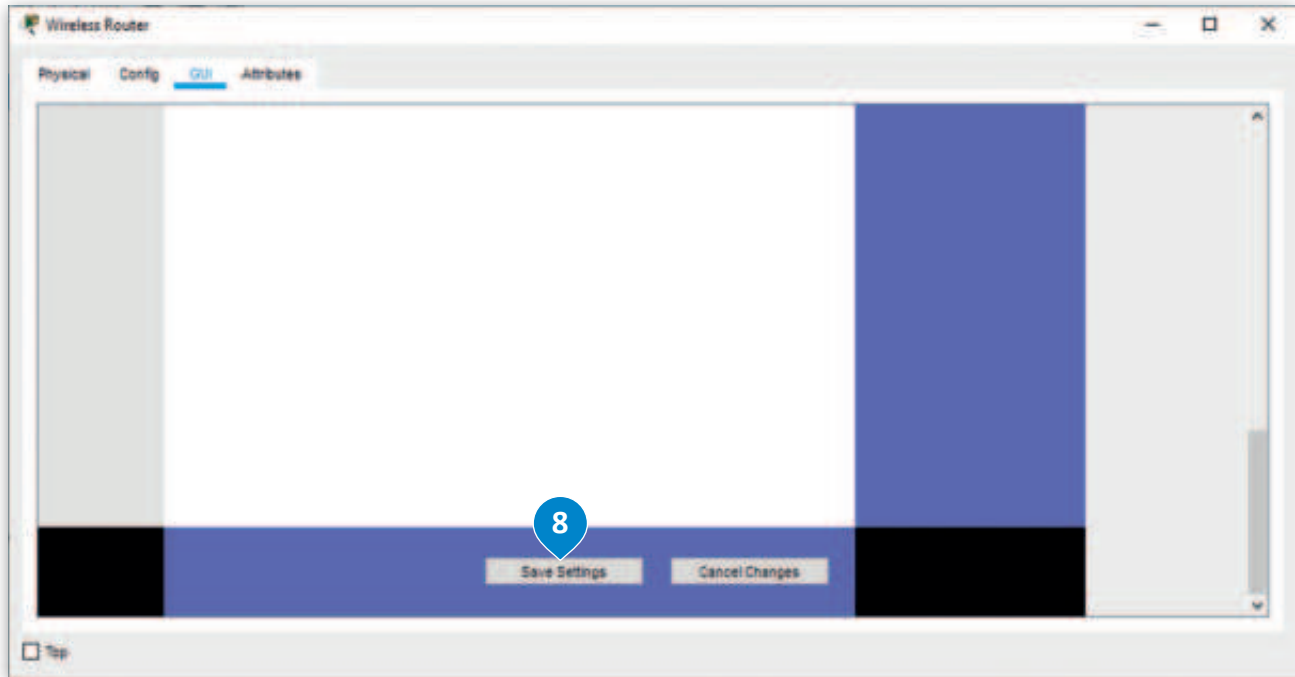 Wireless Router
Physical Config GUI Attributes
8
Save Settings Cancel Changes
Top